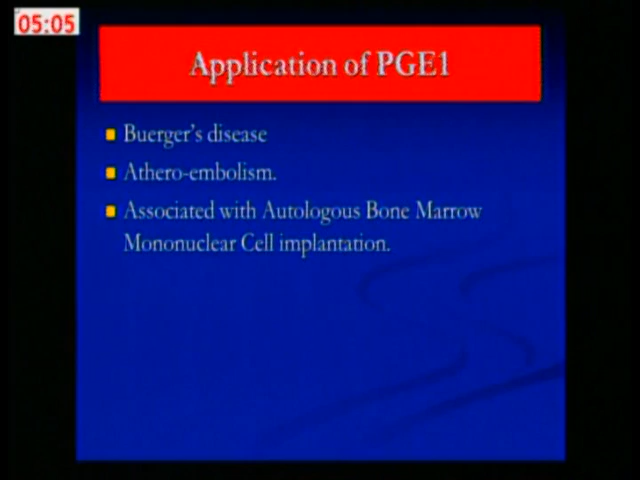 05:05
Application of PGE1
Buerger's disease
Athero-embolism.
Associated with Autologous Bone Marrow
Mononuclear Cell implantation.